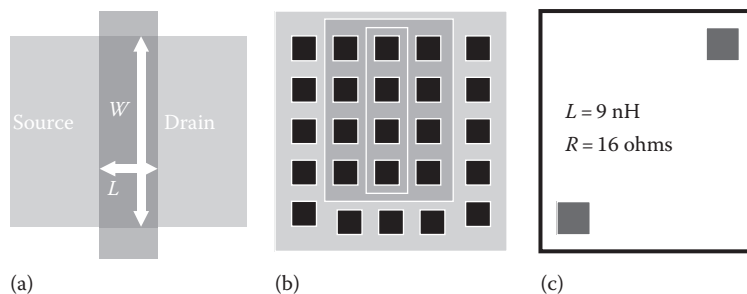 Source
W
Drain
L
L = 9 nH
R = 16 ohms
(a)
(b)
(c)